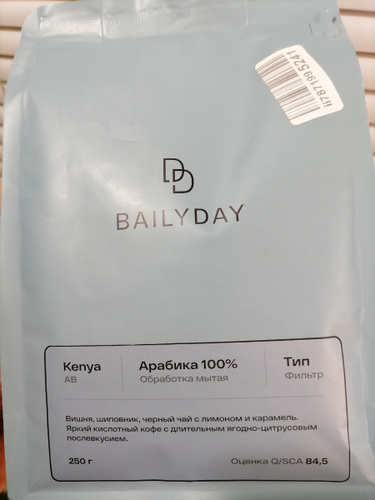 li7871995241
DD
BAILYDAY
Kenya
AB
Арабика 100%
Обработка мытая
Тип
Фильтр
Вишня, шиповник, черный чай с лимоном и карамель.
Яркий кислотный кофе с длительным ягодно-цитрусовым
послевкусием.
250 г
Оценка Q/SCA 84,5